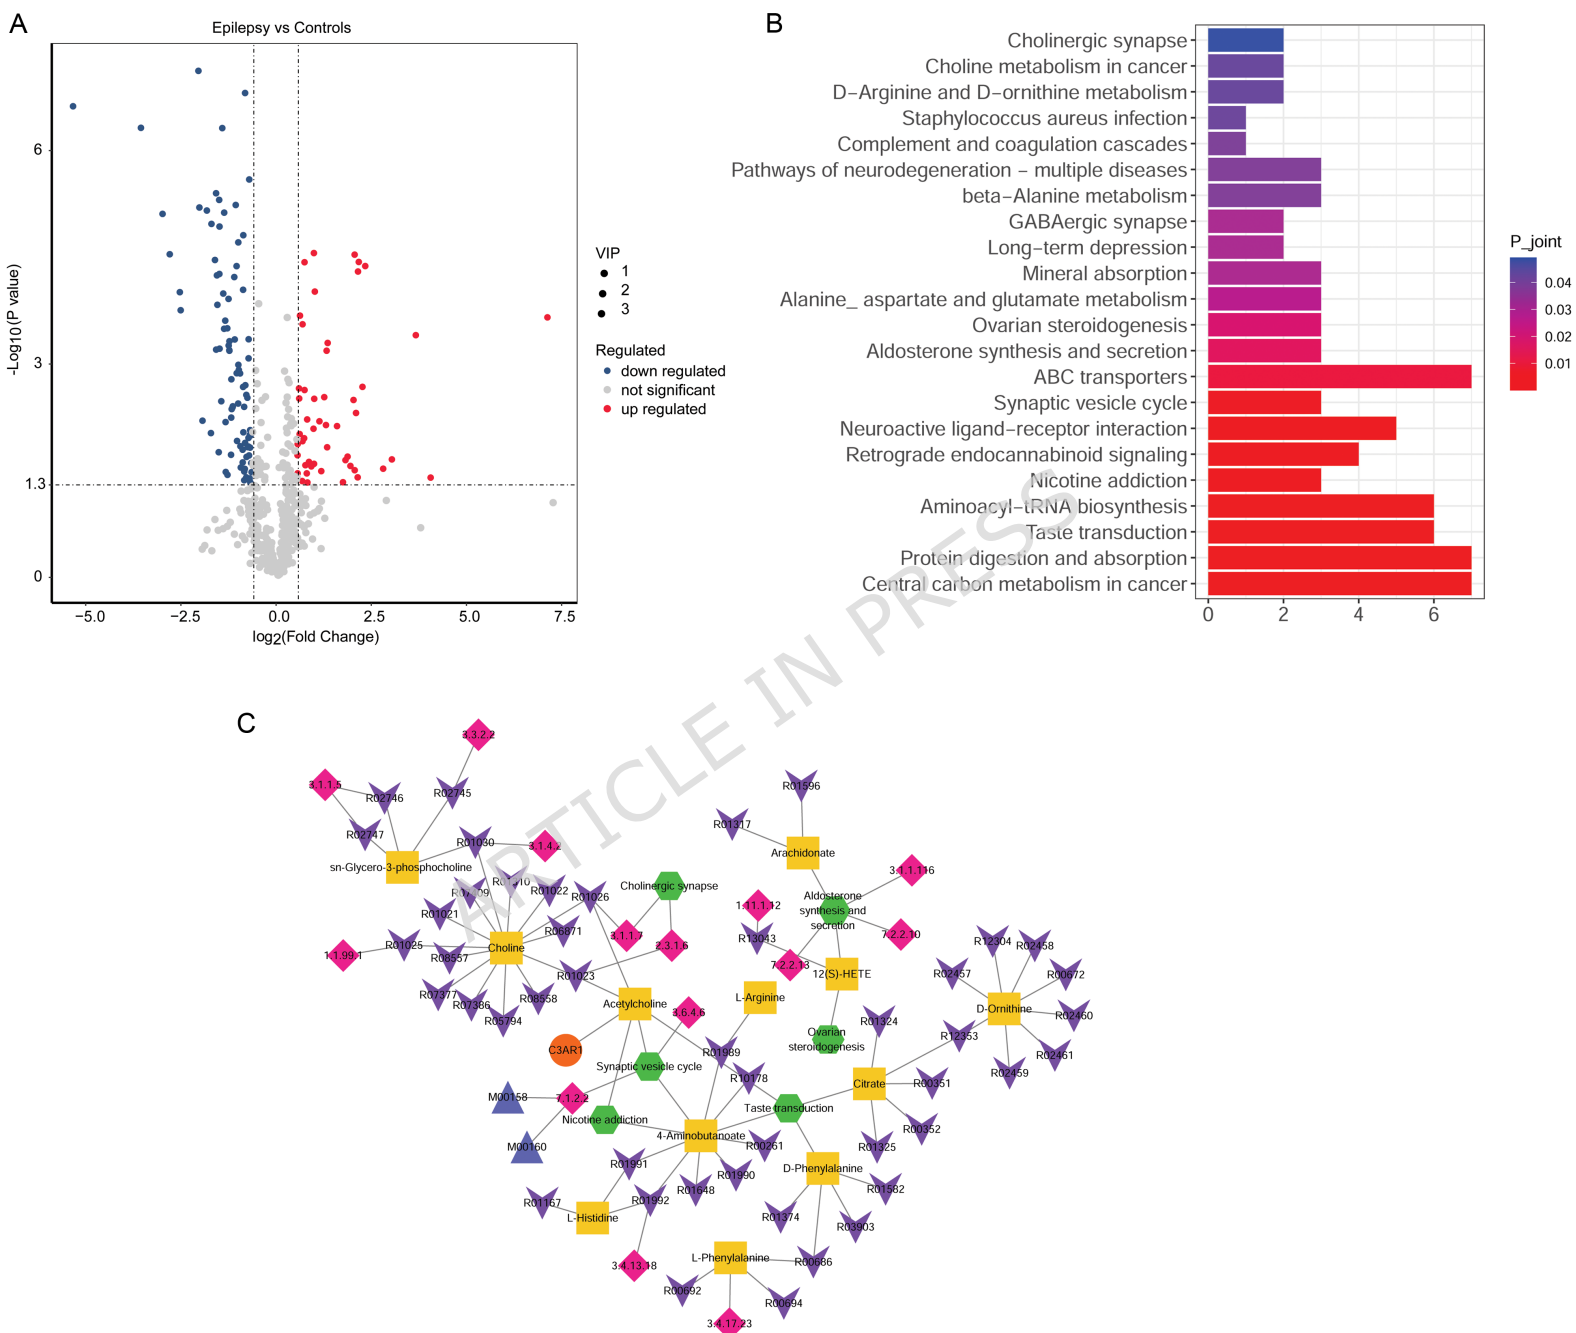 A
Epilepsy vs Controls
-Log10(P value)
6
3
1.3
0
−5.0
−2.5
0.0
2.5
5.0
7.5
log2(Fold Change)
VIP
1
2
3
Regulated
down regulated
not significant
up regulated
B
Cholinergic synapse
Choline metabolism in cancer
D−Arginine and D−ornithine metabolism
Staphylococcus aureus infection
Complement and coagulation cascades
Pathways of neurodegeneration − multiple diseases
beta−Alanine metabolism
GABAergic synapse
Long−term depression
Mineral absorption
Alanine_ aspartate and glutamate metabolism
Ovarian steroidogenesis
Aldosterone synthesis and secretion
ABC transporters
Synaptic vesicle cycle
Neuroactive ligand−receptor interaction
Retrograde endocannabinoid signaling
Nicotine addiction
Aminoacyl−tRNA biosynthesis
Taste transduction
Protein digestion and absorption
Central carbon metabolism in cancer
0
2
4
6
P_joint
0.04
0.03
0.02
0.01
ARTICLE IN PRESS
C
3.3.2.2
3.1.1.5
R02746
R02745
R02747
R01030
3.1.4.2
sn-Glycero-3-phosphocholine
R01022
R01026
R01021
R06871
1.1.99.1
R01025
R08557
Choline
R01023
R07377
R07386
R08558
R05794
Cholinergic synapse
3.1.1.7
2.3.1.6
Acetylcholine
3.6.4.6
C3AR1
Synaptic vesicle cycle
M00158
7.1.2.2
M00160
Nicotine addiction
R01596
R01317
Arachidonate
3.1.1.116
Aldosterone
synthesis and
secretion
1.11.1.12
R13043
7.2.2.10
7.2.2.13
12(S)-HETE
L-Arginine
Ovarian
steroidogenesis
R01989
R10178
Taste transduction
4-Aminobutanoate
R00261
R01990
R01648
R01991
R01992
R01167
L-Histidine
3.4.13.18
R12304
R02458
R02457
R00672
D-Ornithine
R02460
R02461
R02459
R12353
R01324
Citrate
R00351
R00352
R01325
D-Phenylalanine
R01582
R01374
R03903
L-Phenylalanine
R00686
R00692
R00694
3.4.17.23